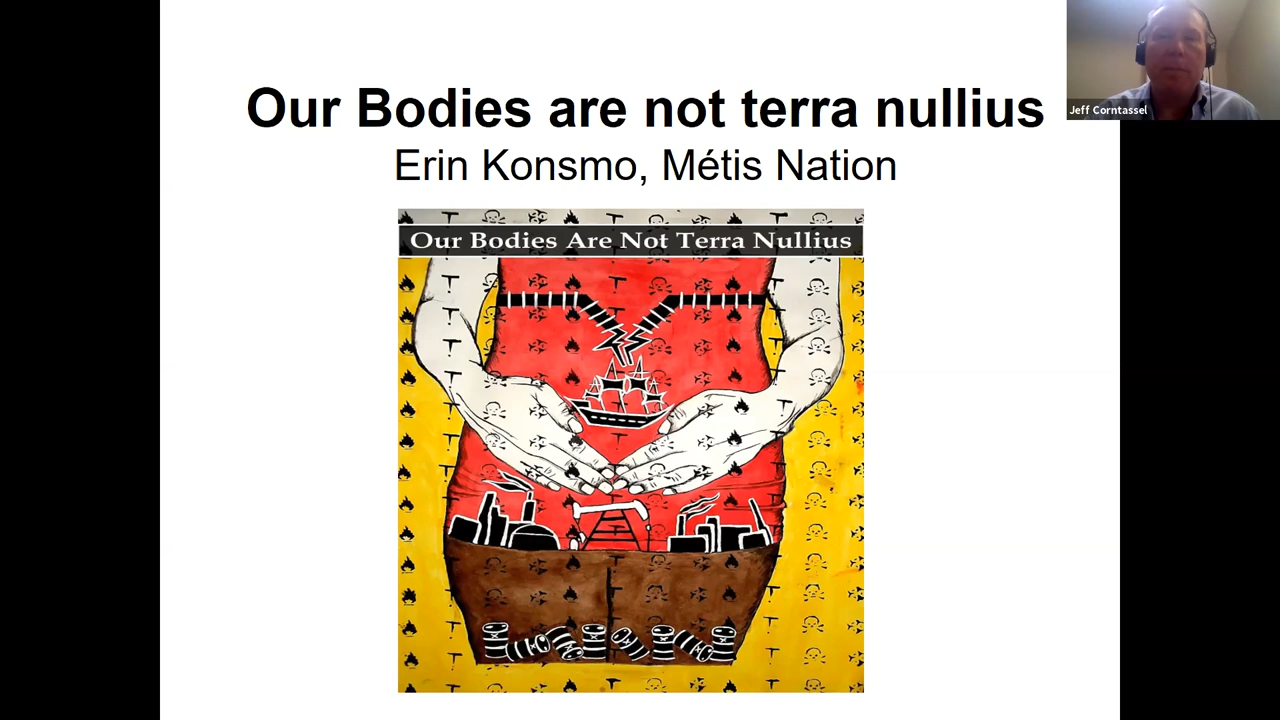 Our Bodies are not terra nullius
Erin Konsmo, Métis Nation
Jeff Corntassel
Our Bodies Are Not Terra Nullius